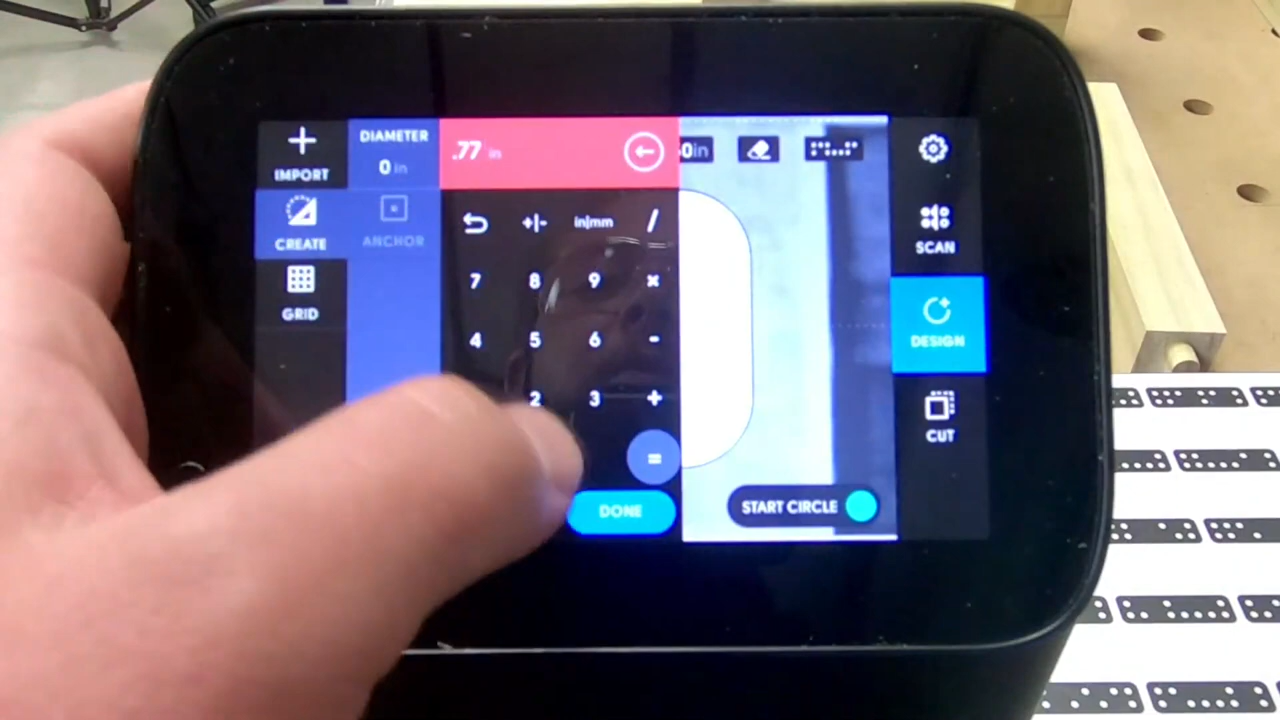 IMPORT
CREATE
GRID
DIAMETER
0 in
ANCHOR
.77 in
0in
+|- in|mm /
7 8 9 x
4 5 6 -
2 3 +
=
DONE
START CIRCLE
SCAN
DESIGN
CUT